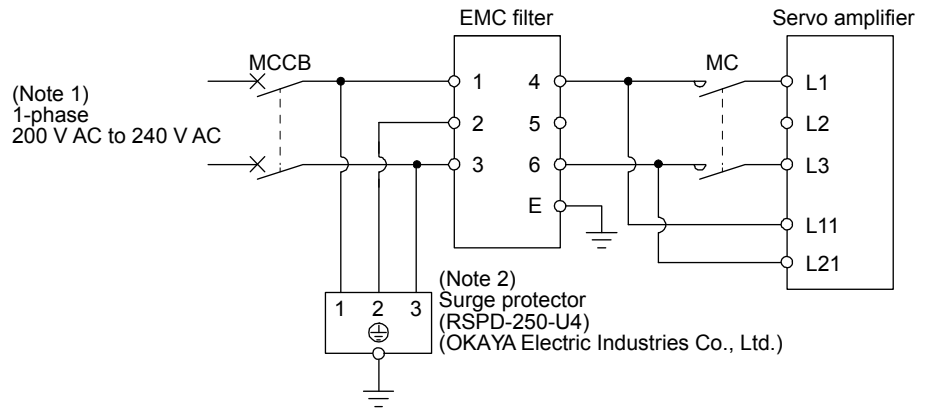 EMC filter
Servo amplifier
MCCB
MC
(Note 1)
1-phase
200 V AC to 240 V AC
1
4
L1
2
5
L2
3
6
L3
E
L11
L21
(Note 2)
Surge protector
(RSPD-250-U4)
(OKAYA Electric Industries Co., Ltd.)
1 2 3